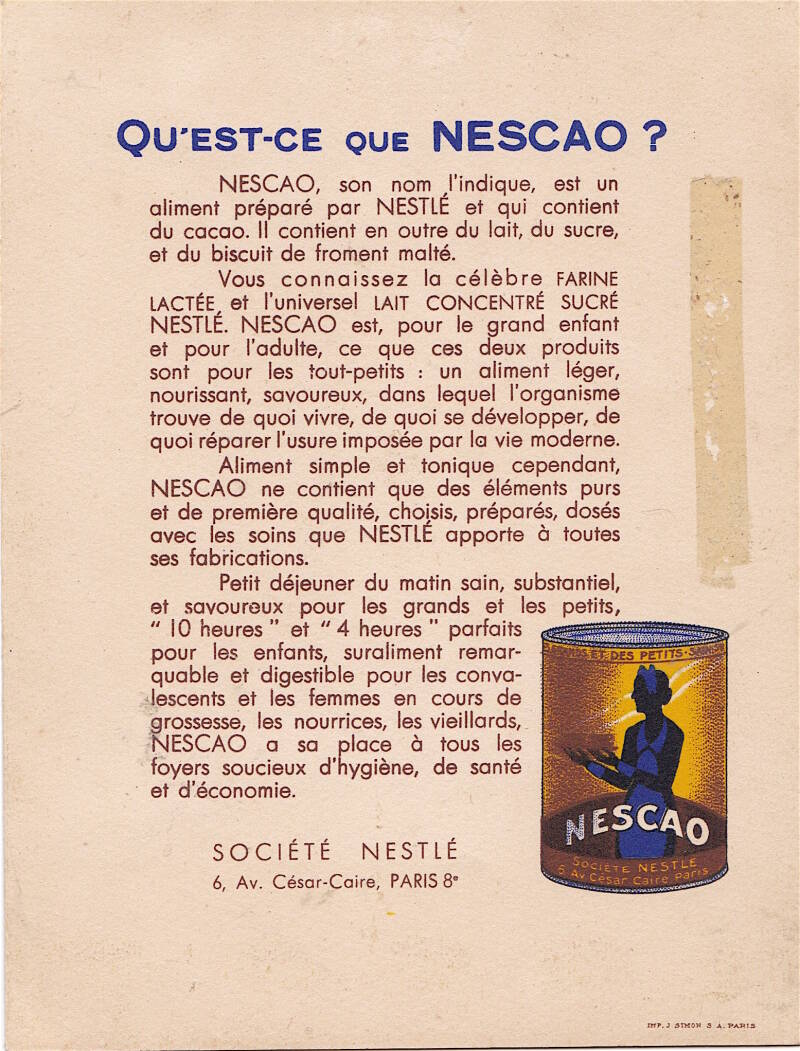 QU'EST-CE QUE NESCAO ?
NESCAO, son nom l'indique, est un
aliment préparé par NESTLÉ et qui contient
du cacao. Il contient en outre du lait, du sucre,
et du biscuit de froment malté.
Vous connaissez la célèbre FARINE
LACTÉE et l'universel LAIT CONCENTRÉ SUCRÉ
NESTLÉ. NESCAO est, pour le grand enfant
et pour l'adulte, ce que ces deux produits
sont pour les tout-petits : un aliment léger,
nourissant, savoureux, dans lequel l'organisme
trouve de quoi vivre, de quoi se développer, de
quoi réparer l'usure imposée par la vie moderne.
Aliment simple et tonique cependant,
NESCAO ne contient que des éléments purs
et de première qualité, choisis, préparés, dosés
avec les soins que NESTLÉ apporte à toutes
ses fabrications.
Petit déjeuner du matin sain, substantiel,
et savoureux pour les grands et les petits,
" 10 heures " et " 4 heures " parfaits
pour les enfants, suraliment remar-
quable et digestible pour les conva-
lescents et les femmes en cours de
grossesse, les nourrices, les vieillards,
NESCAO a sa place à tous les
foyers soucieux d'hygiène, de santé
et d'économie.
SOCIÉTÉ NESTLÉ
6, Av. César-Caire, PARIS 8e
ET DES PETITS
NESCAO
SOCIÉTÉ NESTLÉ
6 Av César Caire Paris
IMP. J SIMON S A. PARIS